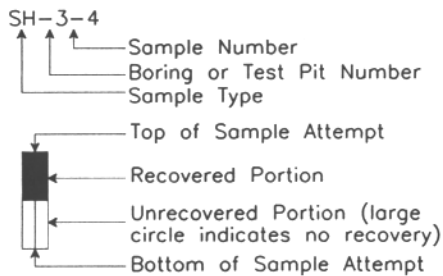 SH-3-4
Sample Number
Boring or Test Pit Number
Sample Type
Top of Sample Attempt
Recovered Portion
Unrecovered Portion (large
circle indicates no recovery)
Bottom of Sample Attempt